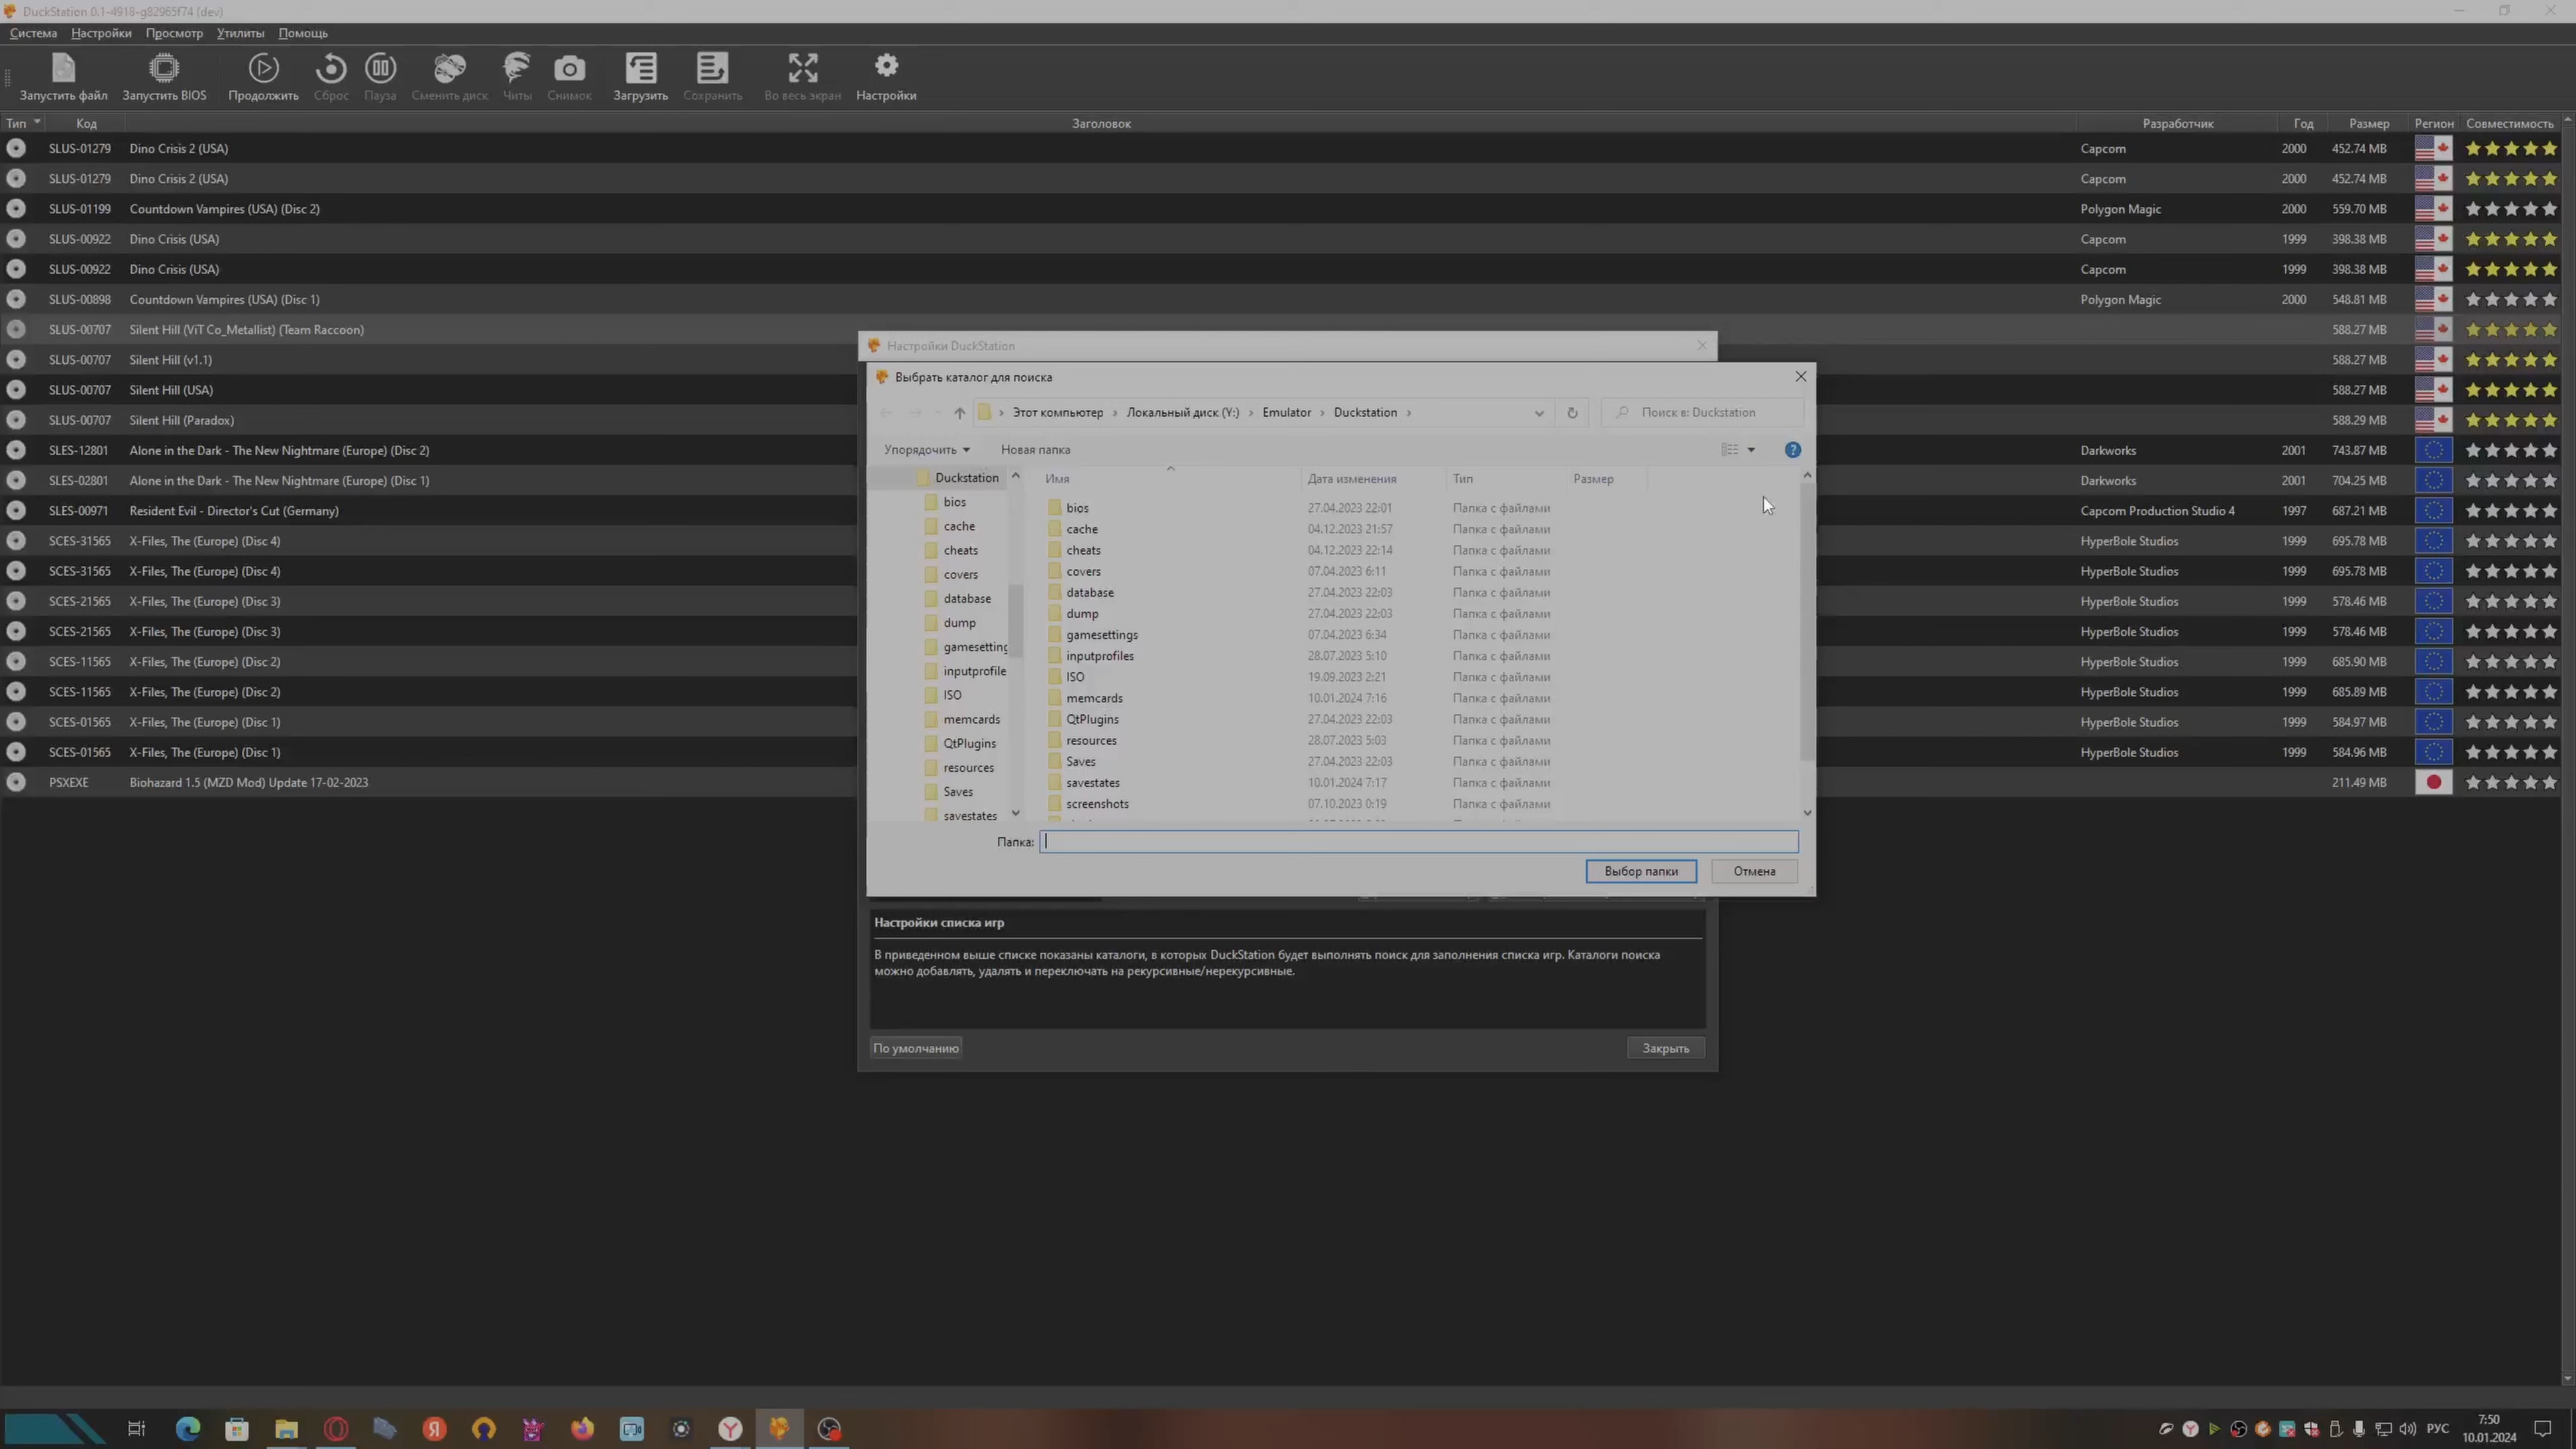 DuckStation 0.1-4918-g82965f74 (dev)
Система Настройки Просмотр Утилиты Помощь
Запустить файл Запустить BIOS Продолжить Сброс Пауза Сменить диск Читы Снимок Загрузить Сохранить Во весь экран Настройки
Тип Код Заголовок Разработчик Год Размер Регион Совместимость
SLUS-01279 Dino Crisis 2 (USA) Capcom 2000 452.74 MB
SLUS-01279 Dino Crisis 2 (USA) Capcom 2000 452.74 MB
SLUS-01199 Countdown Vampires (USA) (Disc 2) Polygon Magic 2000 559.70 MB
SLUS-00922 Dino Crisis (USA) Capcom 1999 398.38 MB
SLUS-00922 Dino Crisis (USA) Capcom 1999 398.38 MB
SLUS-00898 Countdown Vampires (USA) (Disc 1) Polygon Magic 2000 548.81 MB
SLUS-00707 Silent Hill (ViT Co_Metallist) (Team Raccoon) 588.27 MB
SLUS-00707 Silent Hill (v1.1) 588.27 MB
SLUS-00707 Silent Hill (USA) 588.27 MB
SLUS-00707 Silent Hill (Paradox) 588.29 MB
SLES-12801 Alone in the Dark - The New Nightmare (Europe) (Disc 2) Darkworks 2001 743.87 MB
SLES-02801 Alone in the Dark - The New Nightmare (Europe) (Disc 1) Darkworks 2001 704.25 MB
SLES-00971 Resident Evil - Director's Cut (Germany) Capcom Production Studio 4 1997 687.21 MB
SCES-31565 X-Files, The (Europe) (Disc 4) HyperBole Studios 1999 695.78 MB
SCES-31565 X-Files, The (Europe) (Disc 4) HyperBole Studios 1999 695.78 MB
SCES-21565 X-Files, The (Europe) (Disc 3) HyperBole Studios 1999 578.46 MB
SCES-21565 X-Files, The (Europe) (Disc 3) HyperBole Studios 1999 578.46 MB
SCES-11565 X-Files, The (Europe) (Disc 2) HyperBole Studios 1999 685.90 MB
SCES-11565 X-Files, The (Europe) (Disc 2) HyperBole Studios 1999 685.89 MB
SCES-01565 X-Files, The (Europe) (Disc 1) HyperBole Studios 1999 584.97 MB
SCES-01565 X-Files, The (Europe) (Disc 1) HyperBole Studios 1999 584.96 MB
PSXEXE Biohazard 1.5 (MZD Mod) Update 17-02-2023 211.49 MB
Настройки DuckStation
Выбрать каталог для поиска
Этот компьютер Локальный диск (Y:) Emulator Duckstation Поиск в: Duckstation
Упорядочить Новая папка
Duckstation
bios
cache
cheats
covers
database
dump
gamesetting
inputprofile
ISO
memcards
QtPlugins
resources
Saves
savestates
Имя Дата изменения Тип Размер
bios 27.04.2023 22:01 Папка с файлами
cache 04.12.2023 21:57 Папка с файлами
cheats 04.12.2023 22:14 Папка с файлами
covers 07.04.2023 6:11 Папка с файлами
database 27.04.2023 22:03 Папка с файлами
dump 27.04.2023 22:03 Папка с файлами
gamesettings 07.04.2023 6:34 Папка с файлами
inputprofiles 28.07.2023 5:10 Папка с файлами
ISO 19.09.2023 2:21 Папка с файлами
memcards 10.01.2024 7:16 Папка с файлами
QtPlugins 27.04.2023 22:03 Папка с файлами
resources 28.07.2023 5:03 Папка с файлами
Saves 27.04.2023 22:03 Папка с файлами
savestates 10.01.2024 7:17 Папка с файлами
screenshots 07.10.2023 0:19 Папка с файлами
Папка:
Выбор папки Отмена
Настройки списка игр
В приведенном выше списке показаны каталоги, в которых DuckStation будет выполнять поиск для заполнения списка игр. Каталоги поиска
можно добавлять, удалять и переключать на рекурсивные/нерекурсивные.
По умолчанию Закрыть
РУС
7:50
10.01.2024